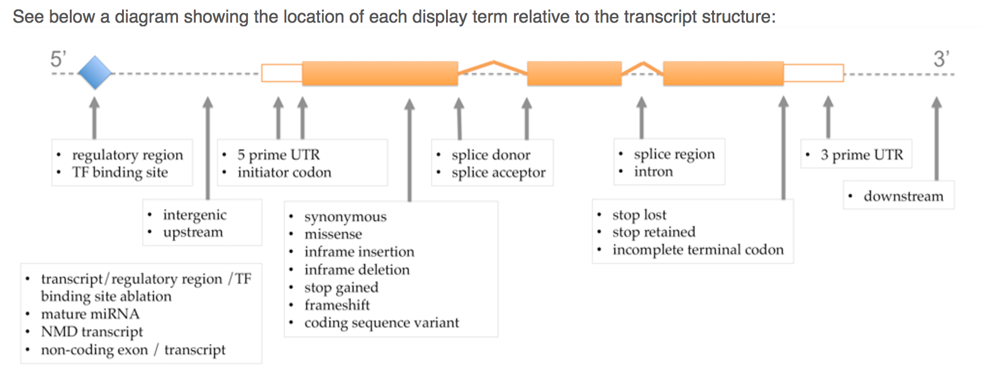 See below a diagram showing the location of each display term relative to the transcript structure:
5’
3’
• regulatory region
• TF binding site
• 5 prime UTR
• initiator codon
• splice donor
• splice acceptor
• splice region
• intron
• 3 prime UTR
• downstream
• intergenic
• upstream
• synonymous
• missense
• inframe insertion
• inframe deletion
• stop gained
• frameshift
• coding sequence variant
• stop lost
• stop retained
• incomplete terminal codon
• transcript/regulatory region /TF
binding site ablation
• mature miRNA
• NMD transcript
• non-coding exon / transcript